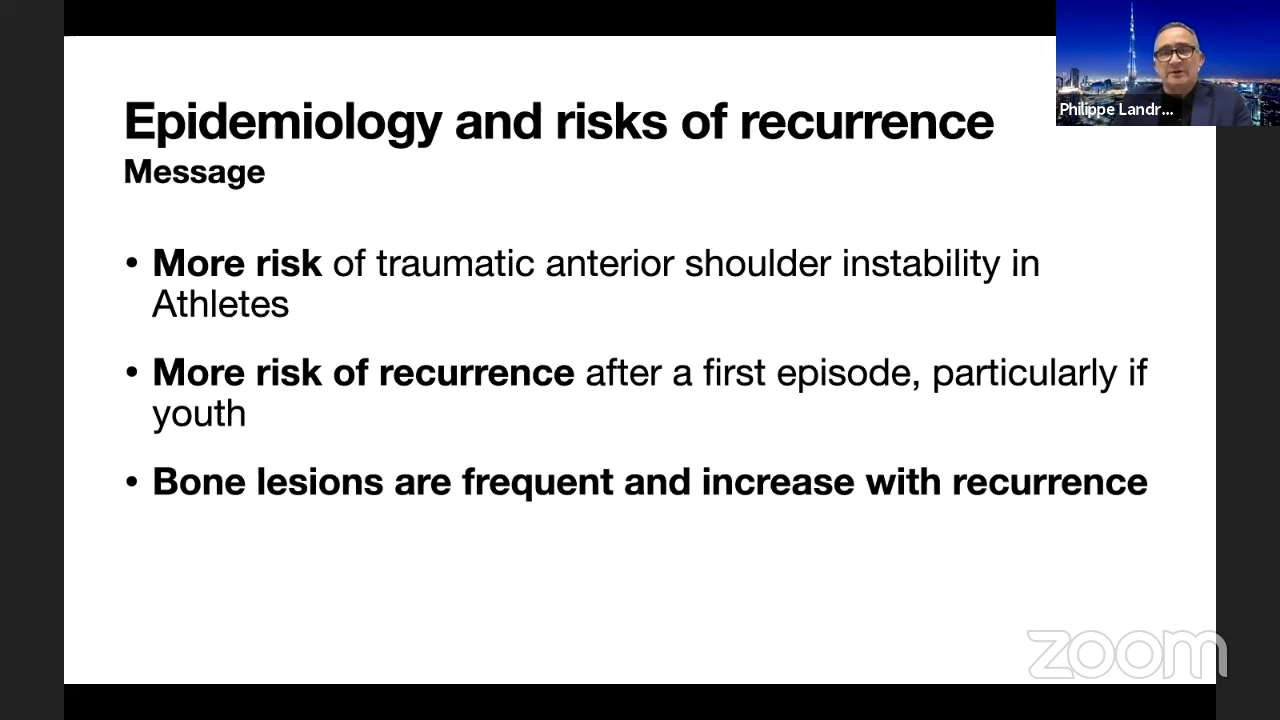 Epidemiology and risks of recurrence
Message
Philippe Landr...
• More risk of traumatic anterior shoulder instability in
Athletes
• More risk of recurrence after a first episode, particularly if
youth
• Bone lesions are frequent and increase with recurrence
zoom